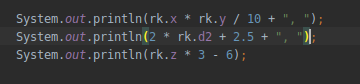 System.out.println(rk.x * rk.y / 10 + ", ");
System.out.println(2 * rk.d2 + 2.5 + ", ");
System.out.println(rk.z * 3 - 6);